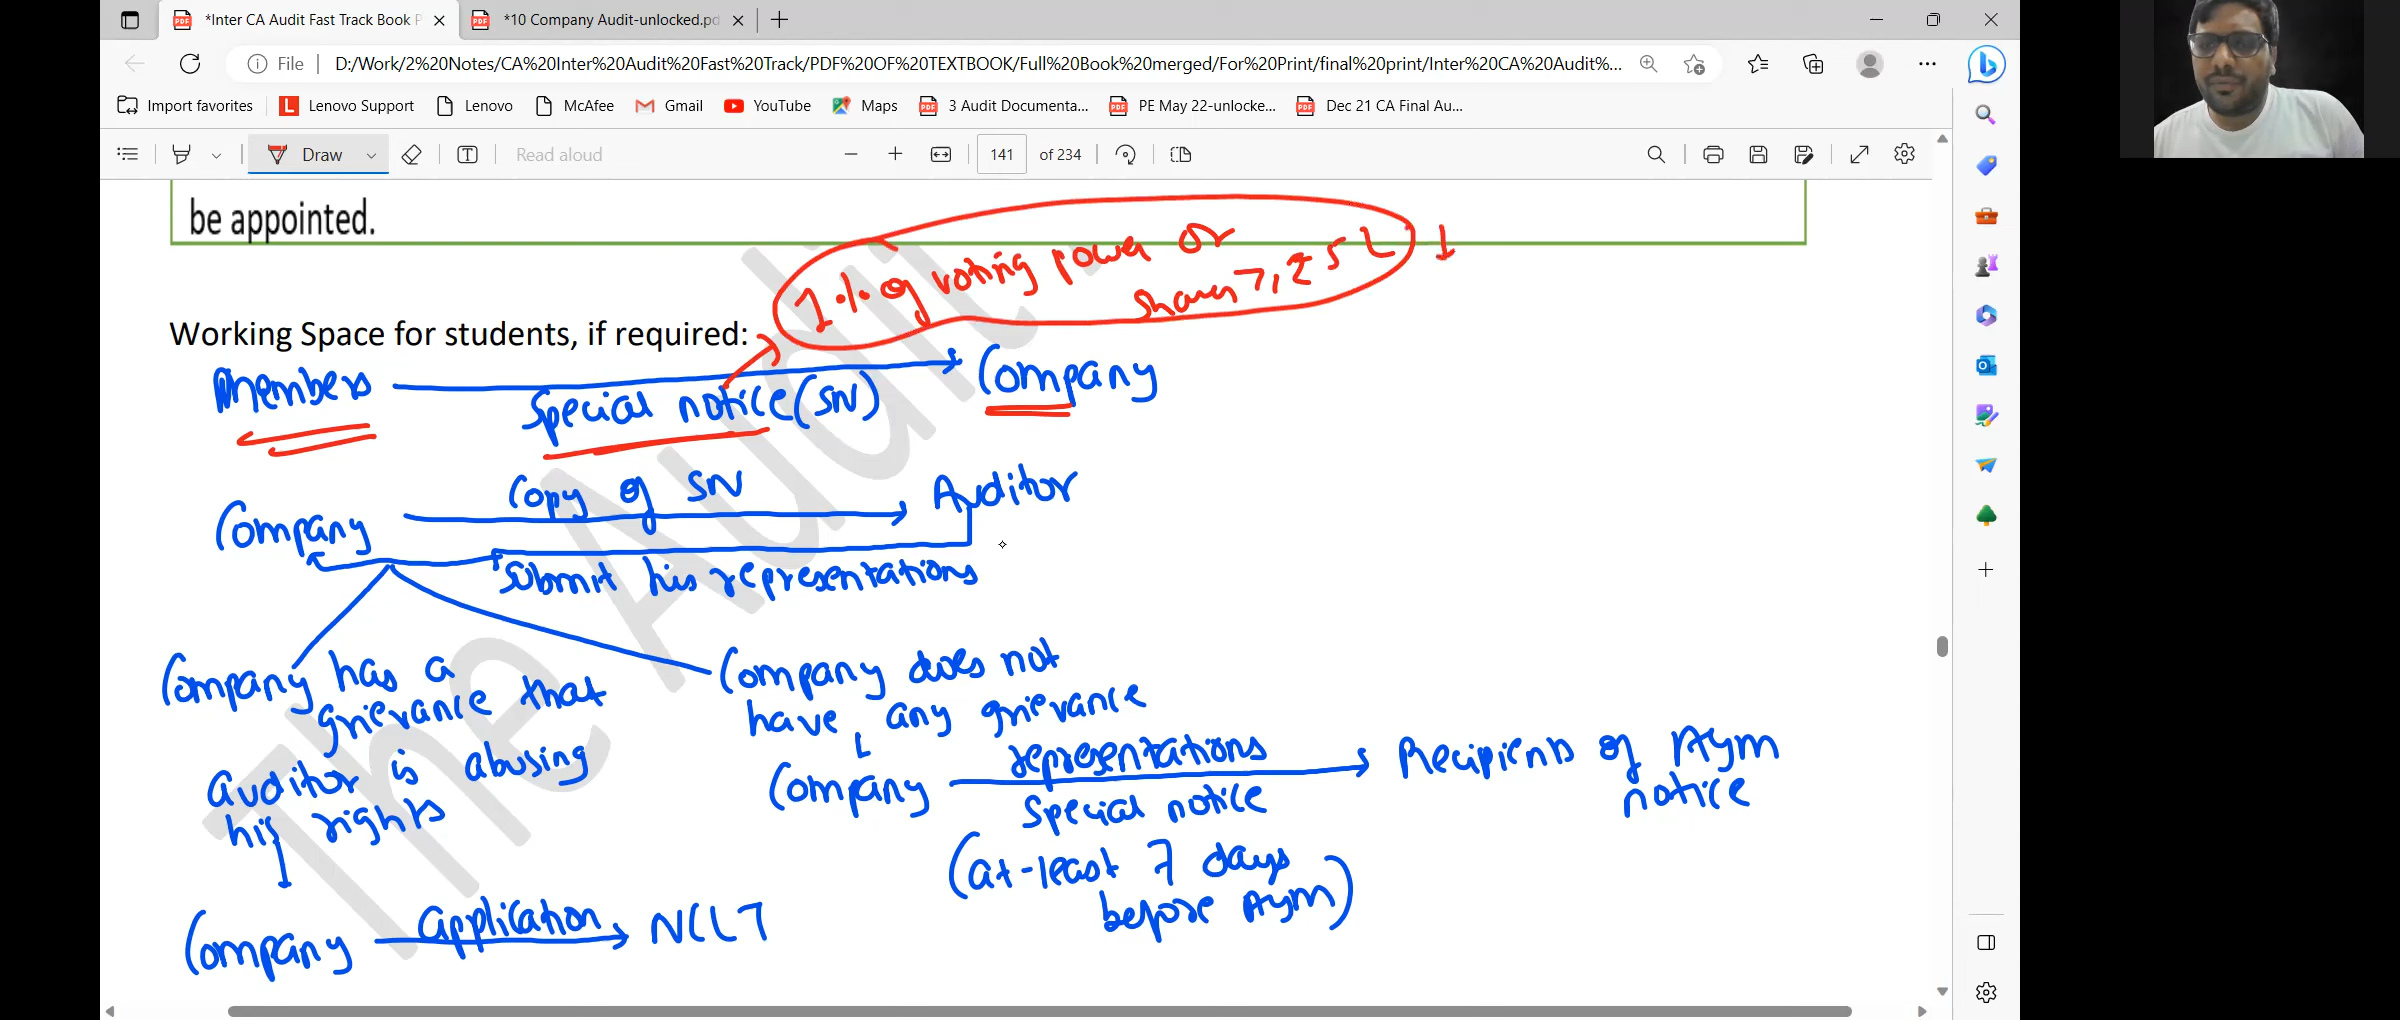 *Inter CA Audit Fast Track Book P
*10 Company Audit-unlocked.pd
File
D:/Work/2%20Notes/CA%20Inter%20Audit%20Fast%20Track/PDF%20OF%20TEXTBOOK/Full%20Book%20merged/For%20Print/final%20print/Inter%20CA%20Audit%...
Import favorites
Lenovo Support
Lenovo
McAfee
Gmail
YouTube
Maps
3 Audit Documenta...
PE May 22-unlocke...
Dec 21 CA Final Au...
Draw
Read aloud
141
of 234
be appointed.
1% of voting power or
shares ≥, ₹ 5 L
Working Space for students, if required:
Members
Special notice (SN)
Company
Company
Copy of SN
Auditor
Submit his representations
Company has a
grievance that
auditor is abusing
his rights
Company does not
have any grievance
Company
representations
Special notice
Recipients of Agm
notice
(at-least 7 days
before Agm)
Company
application
NCLT
The Audit